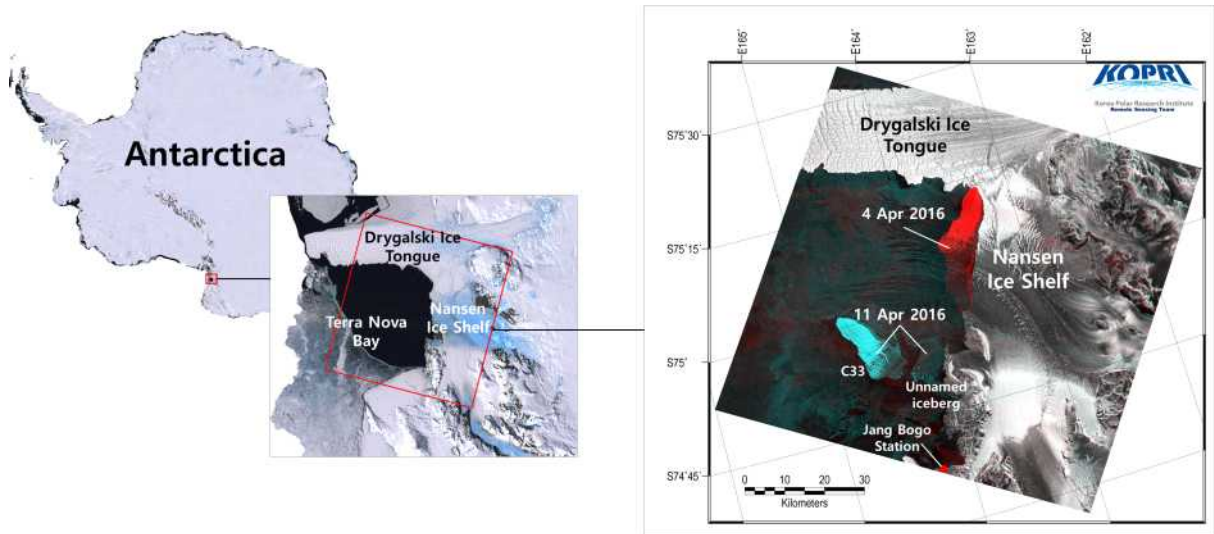 Antarctica
Drygalski Ice
Tongue
Nansen
Ice Shelf
Terra Nova
Bay
E165°
E164°
E163°
E162°
KOPRI
Korea Polar Research Institute
Remote Sensing Team
S75°30'
S75°15'
S75°
S74°45'
Drygalski Ice
Tongue
4 Apr 2016
Nansen
Ice Shelf
11 Apr 2016
C33
Unnamed
iceberg
Jang Bogo
Station
0 10 20 30
Kilometers